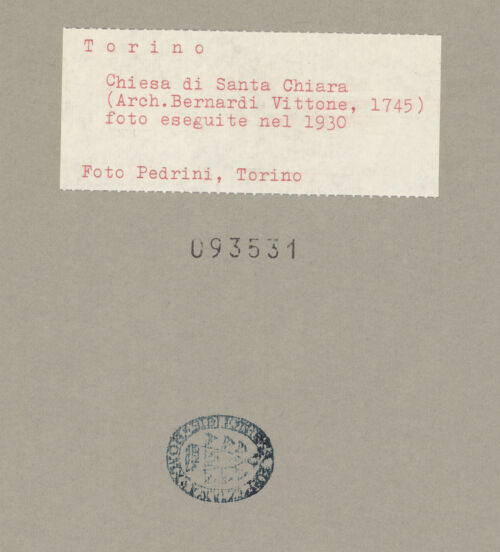 T o r i n o
Chiesa di Santa Chiara
(Arch.Bernardi Vittone, 1745)
foto eseguite nel 1930
Foto Pedrini, Torino
093531